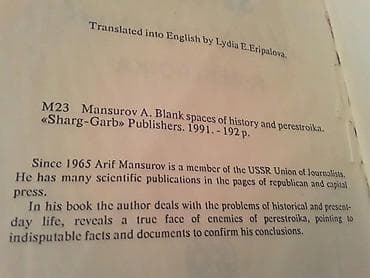 Translated into English by Lydia E.Eripalova.
M23 Mansurov A. Blank spaces of history and perestroika.
«Sharg-Garb» Publishers. 1991. - 192 p.
Since 1965 Arif Mansurov is a member of the USSR Union of Journalists.
He has many scientific publications in the pages of republican and capital
press.
In his book the author deals with the problems of historical and present-
day life, reveals a true face of enemies of perestroika, pointing to
indisputable facts and documents to confirm his conclusions.